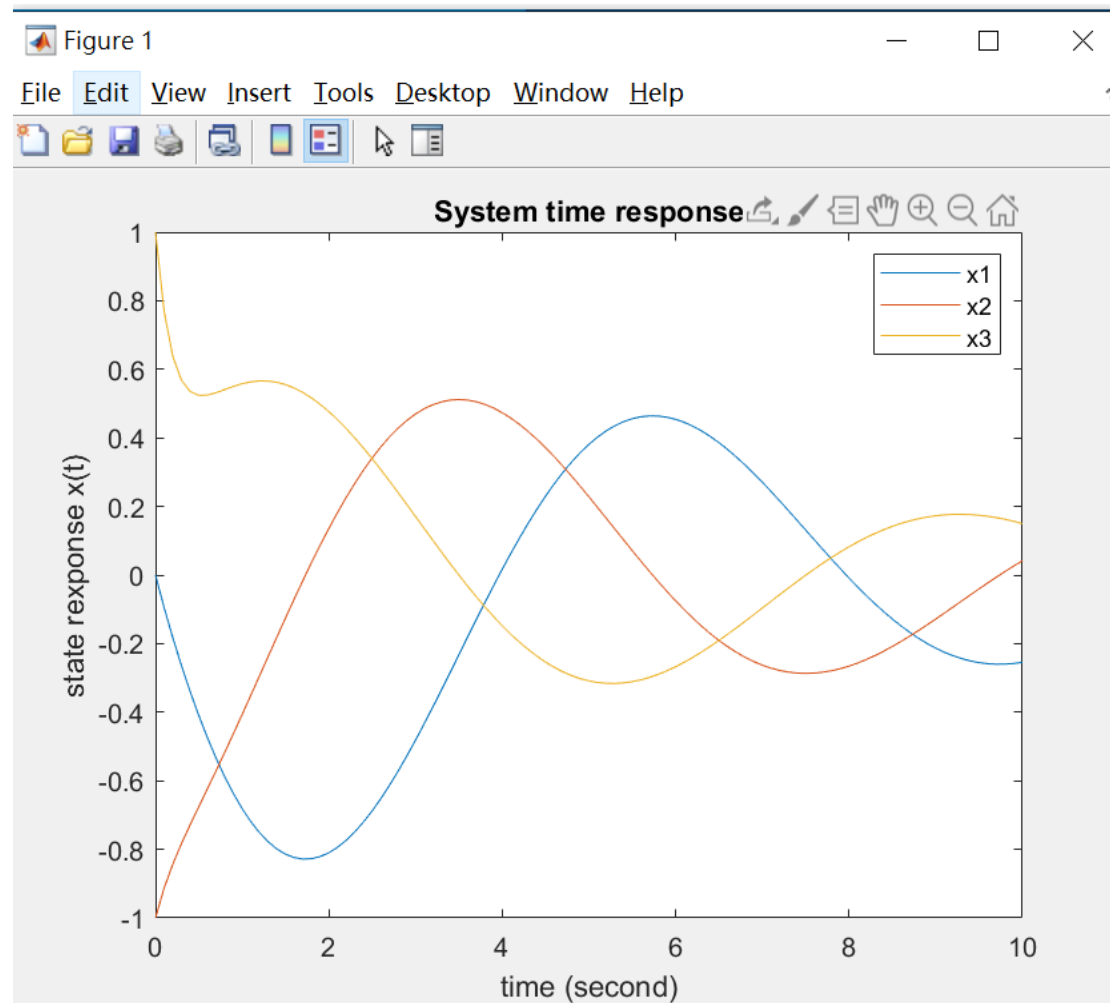 Figure 1
File Edit View Insert Tools Desktop Window Help
System time response
1
0.8
0.6
0.4
0.2
0
-0.2
-0.4
-0.6
-0.8
-1
state rexponse x(t)
x1
x2
x3
0 2 4 6 8 10
time (second)